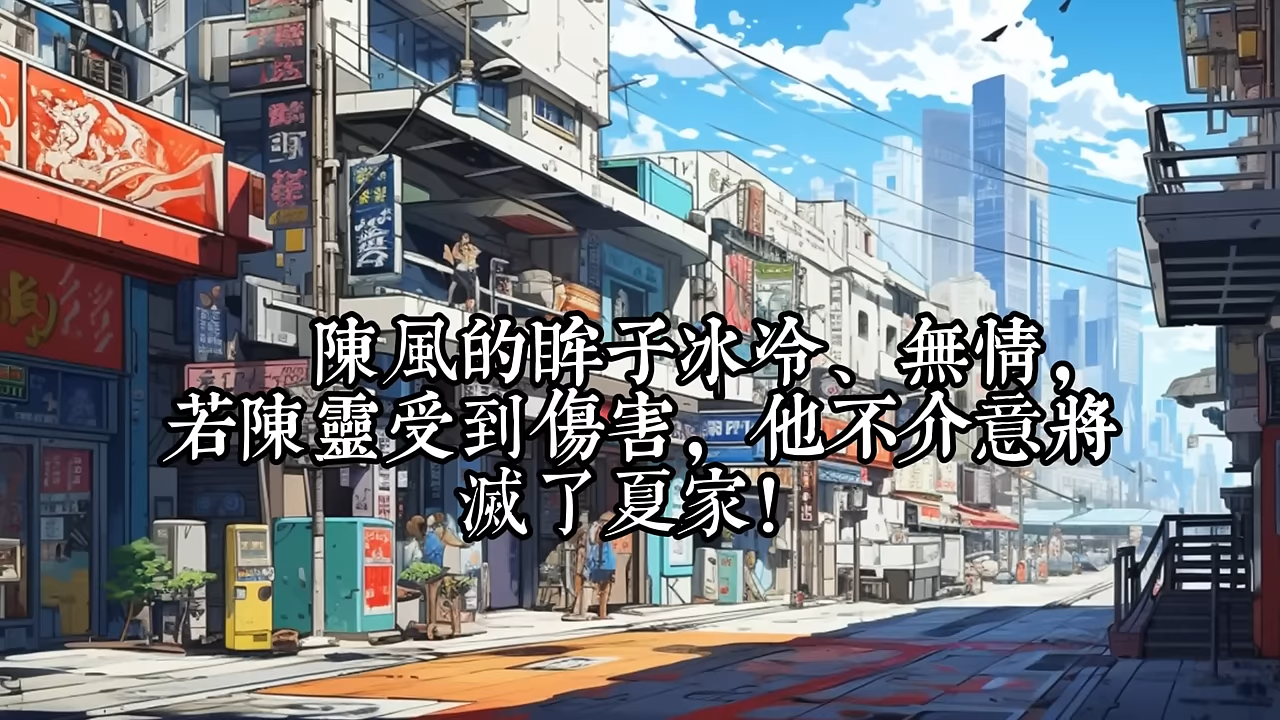 陳風的眸子冰冷、無情，
若陳靈受到傷害，他不介意將
滅了夏家！